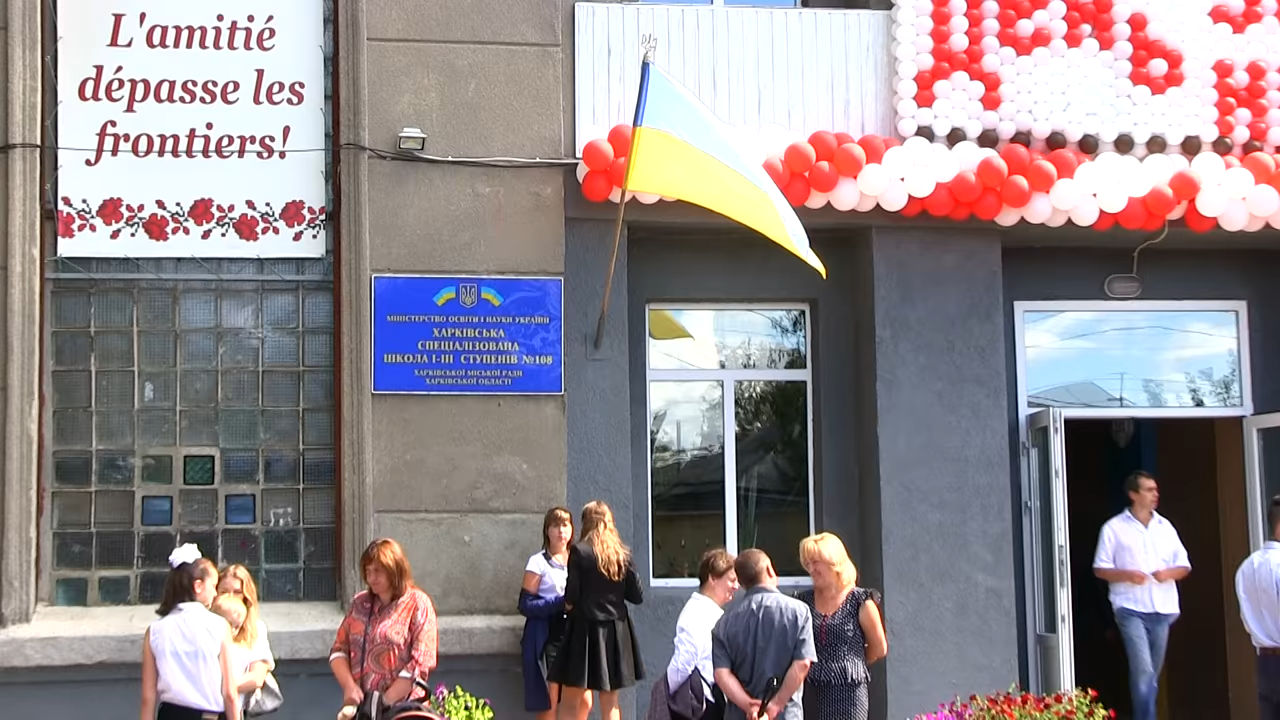 L'amitié
dépasse les
frontiers!
МІНІСТЕРСТВО ОСВІТИ І НАУКИ УКРАЇНИ
ХАРКІВСЬКА
СПЕЦІАЛІЗОВАНА
ШКОЛА І-ІІІ СТУПЕНІВ №108
ХАРКІВСЬКОЇ МІСЬКОЇ РАДИ
ХАРКІВСЬКОЇ ОБЛАСТІ